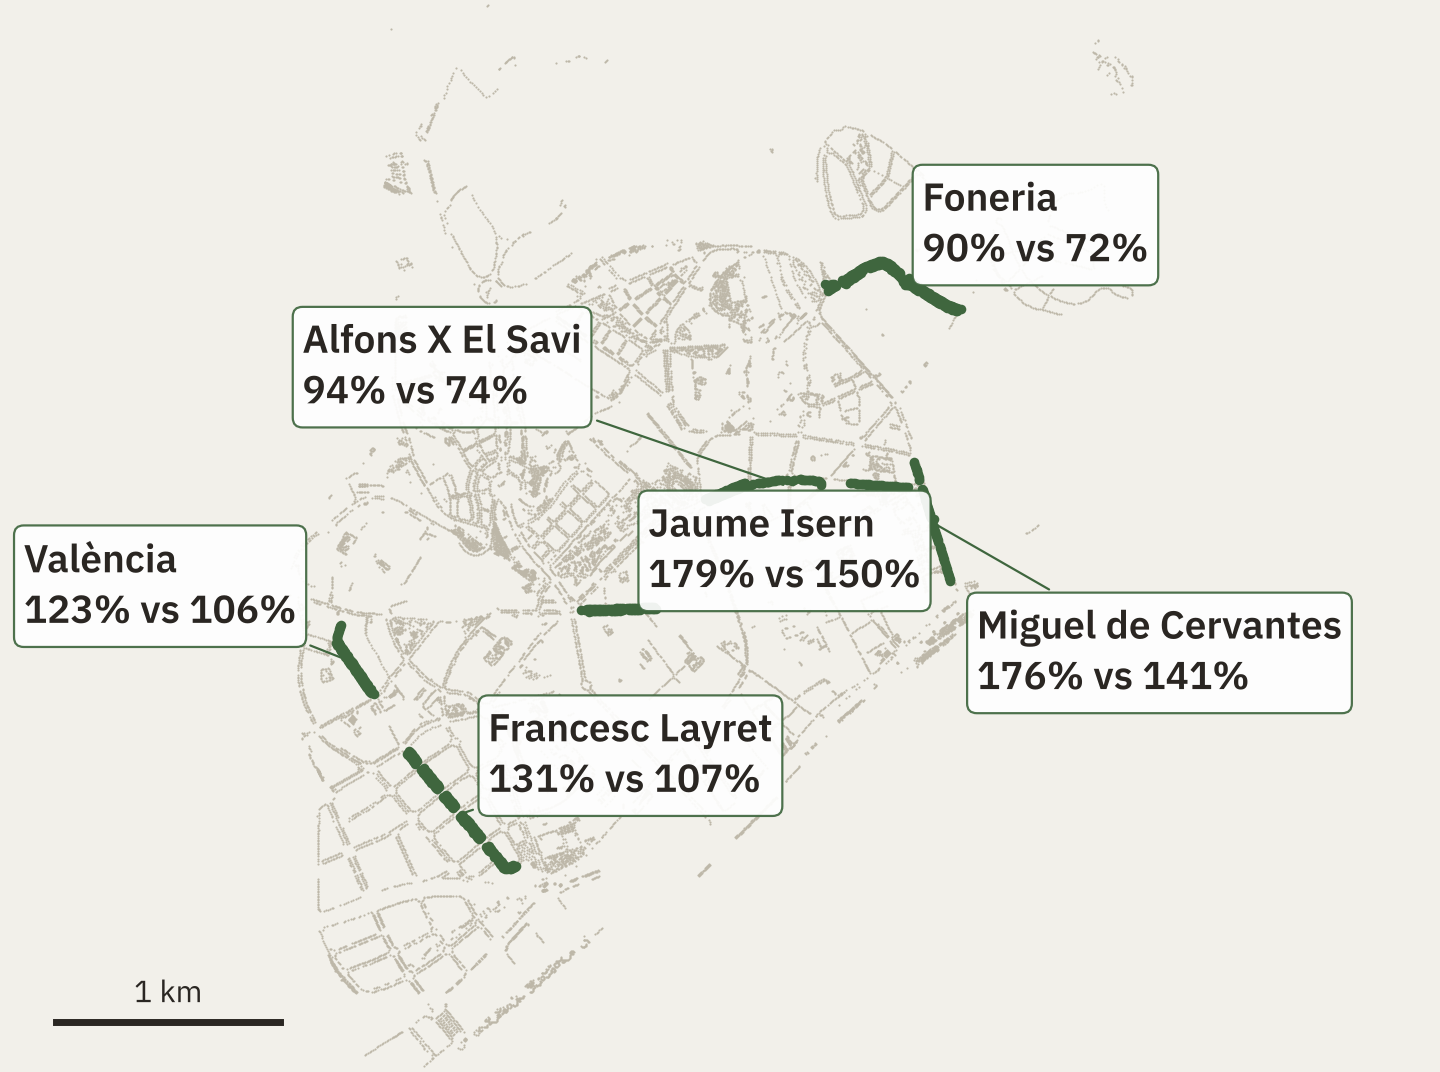 Foneria
90% vs 72%
Alfons X El Savi
94% vs 74%
Jaume Isern
179% vs 150%
València
123% vs 106%
Miguel de Cervantes
176% vs 141%
Francesc Layret
131% vs 107%
1 km